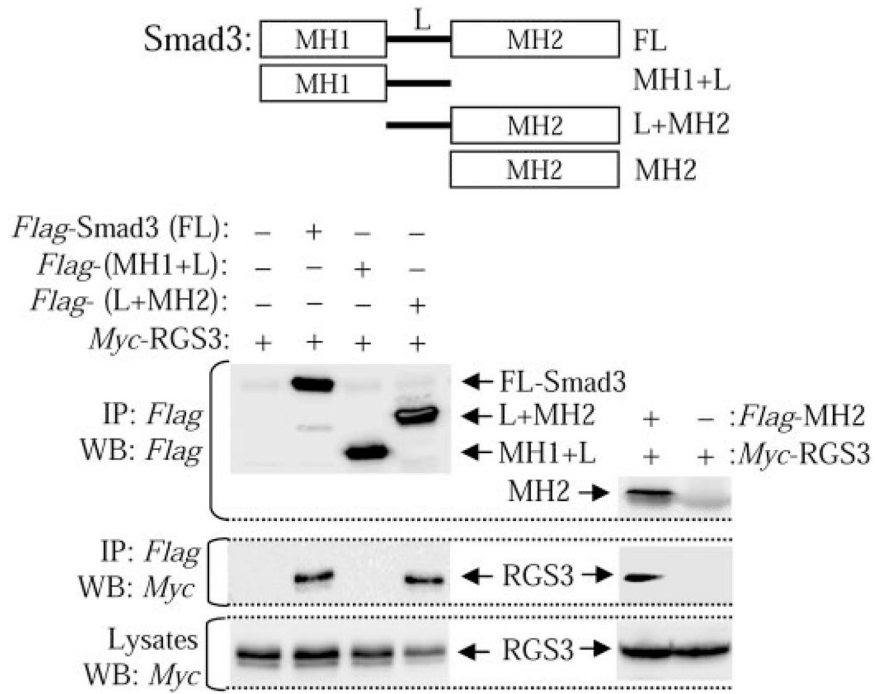 L
Smad3: MH1 MH2 FL
MH1 MH1+L
MH2 L+MH2
MH2 MH2
Flag-Smad3 (FL): – + – –
Flag-(MH1+L): – – + –
Flag- (L+MH2): – – – +
Myc-RGS3: + + + +
FL-Smad3
IP: Flag L+MH2 + – :Flag-MH2
WB: Flag MH1+L + + :Myc-RGS3
MH2
IP: Flag
WB: Myc RGS3
Lysates RGS3
WB: Myc